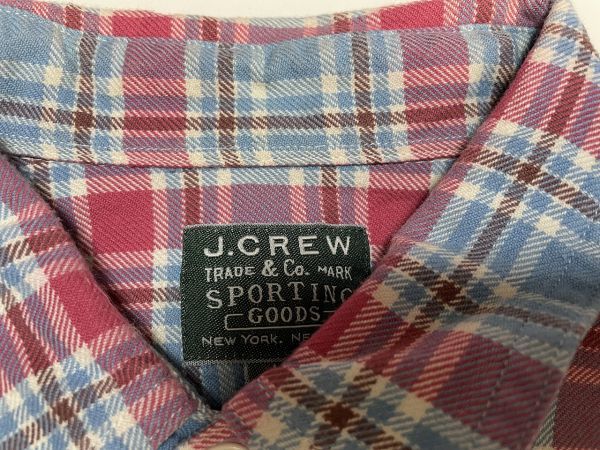 J.CREW
TRADE & Co. MARK
SPORTING
GOODS
NEW YORK,